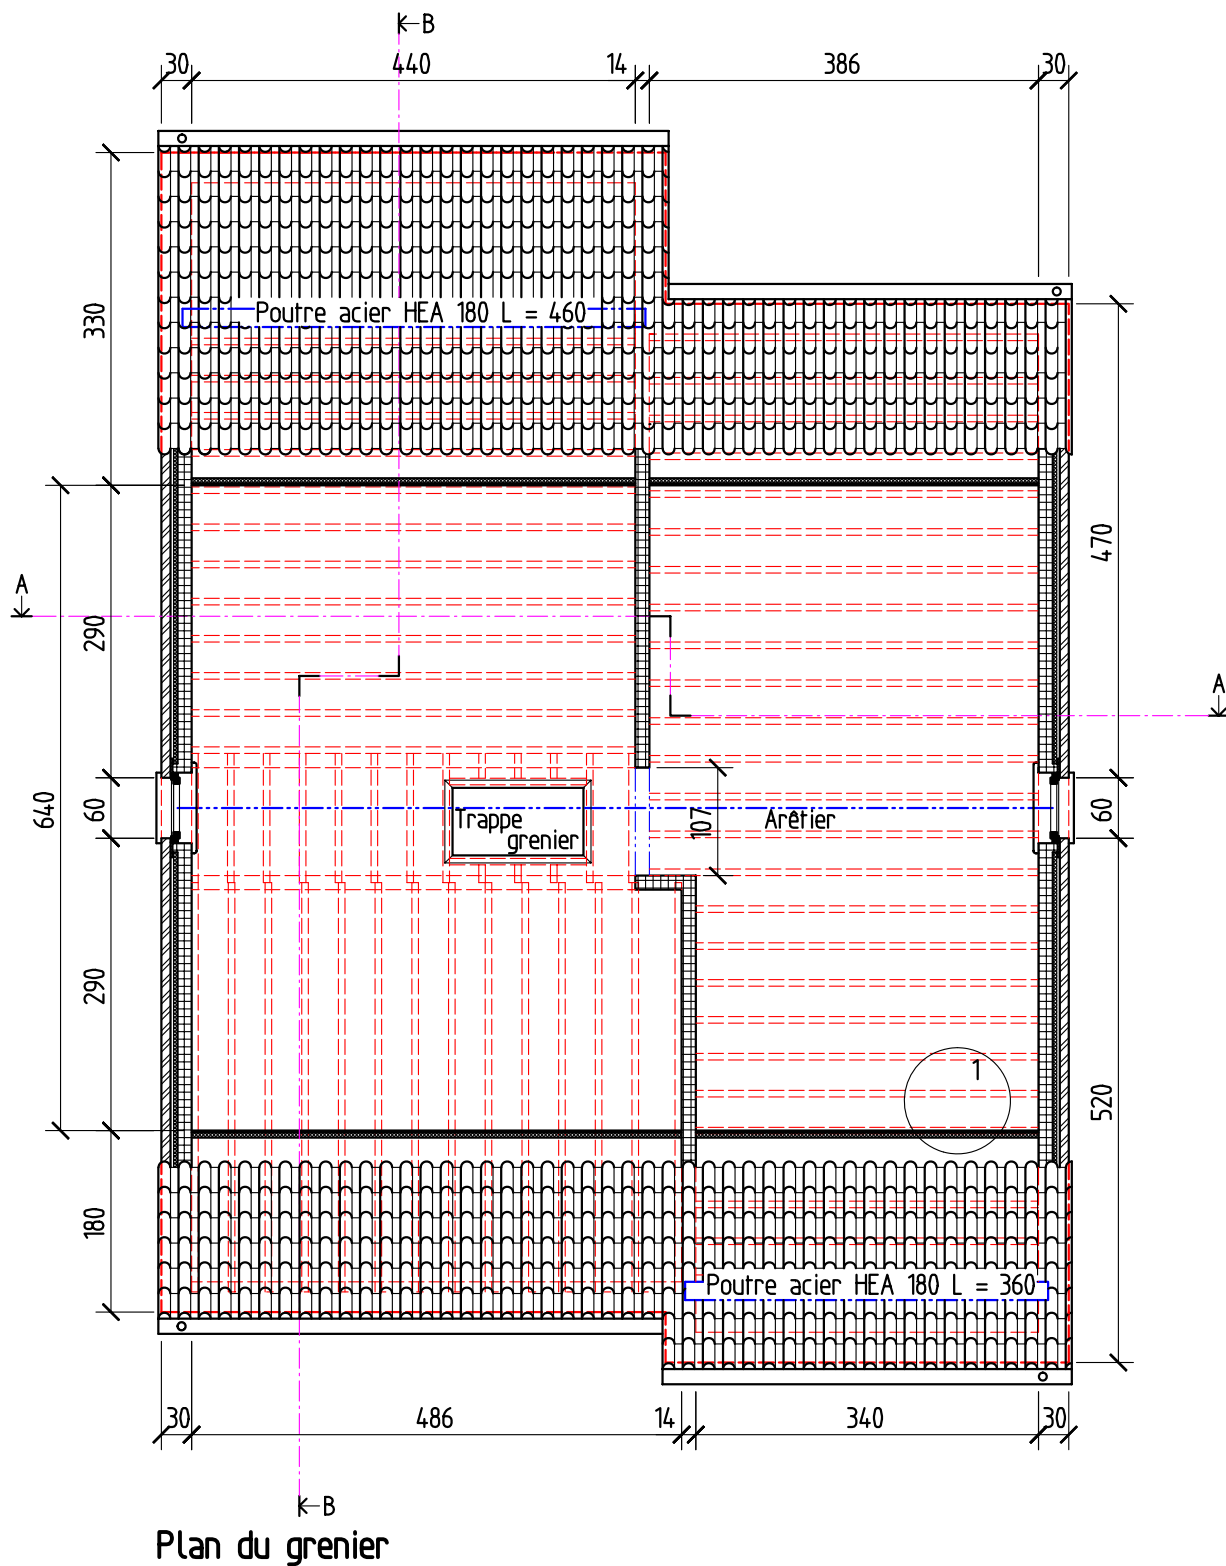 B
30
440
14
386
30
Poutre acier HEA 180 L = 460
330
470
A
290
A
640
60
Trappe
grenier
107
Arêtier
60
290
1
520
180
Poutre acier HEA 180 L = 360
30
486
14
340
30
B
Plan du grenier